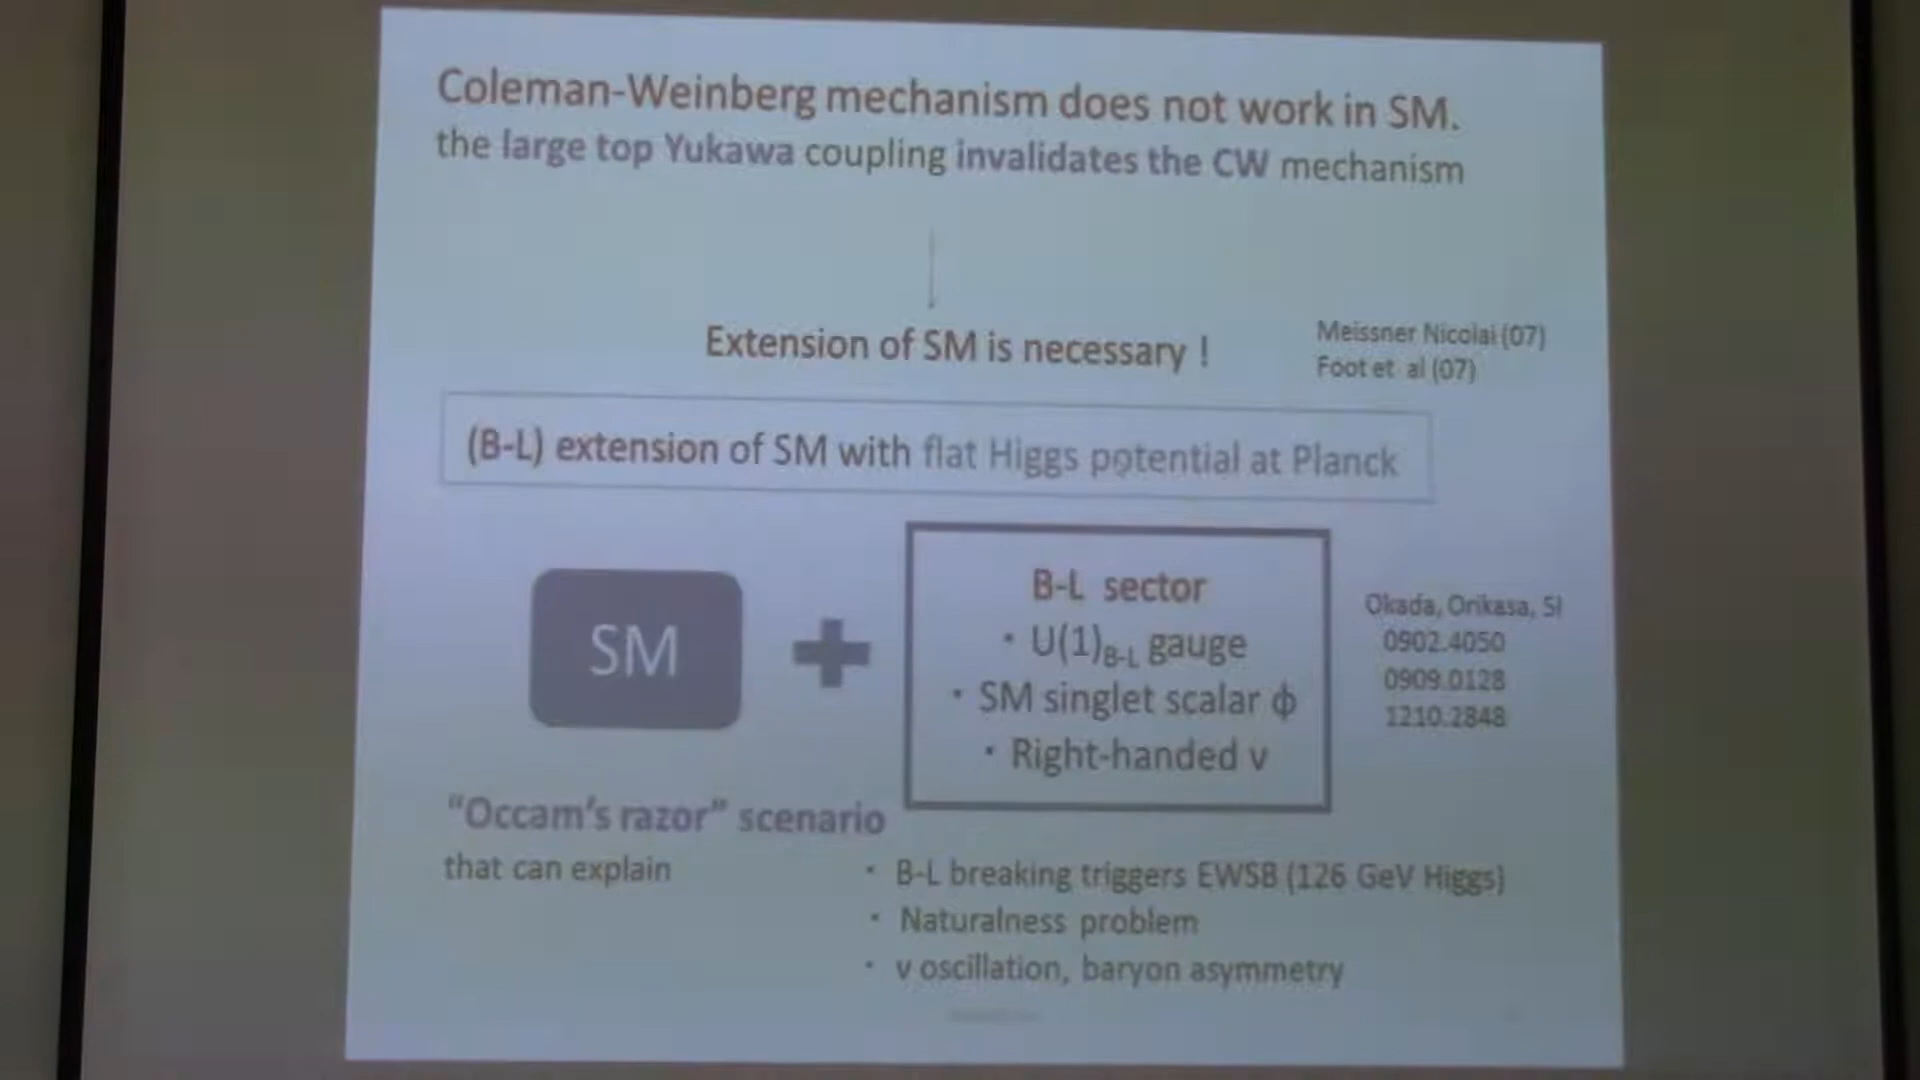 Coleman-Weinberg mechanism does not work in SM.
the large top Yukawa coupling invalidates the CW mechanism
Extension of SM is necessary !
Meissner Nicolai (07)
Foot et al (07)
(B-L) extension of SM with flat Higgs potential at Planck
SM
B-L sector
・U(1)B-L gauge
・SM singlet scalar φ
・Right-handed ν
Okada, Orikasa, SI
0902.4050
0909.0128
1210.2848
“Occam's razor” scenario
that can explain
・ B-L breaking triggers EWSB (126 GeV Higgs)
・ Naturalness problem
・ ν oscillation, baryon asymmetry